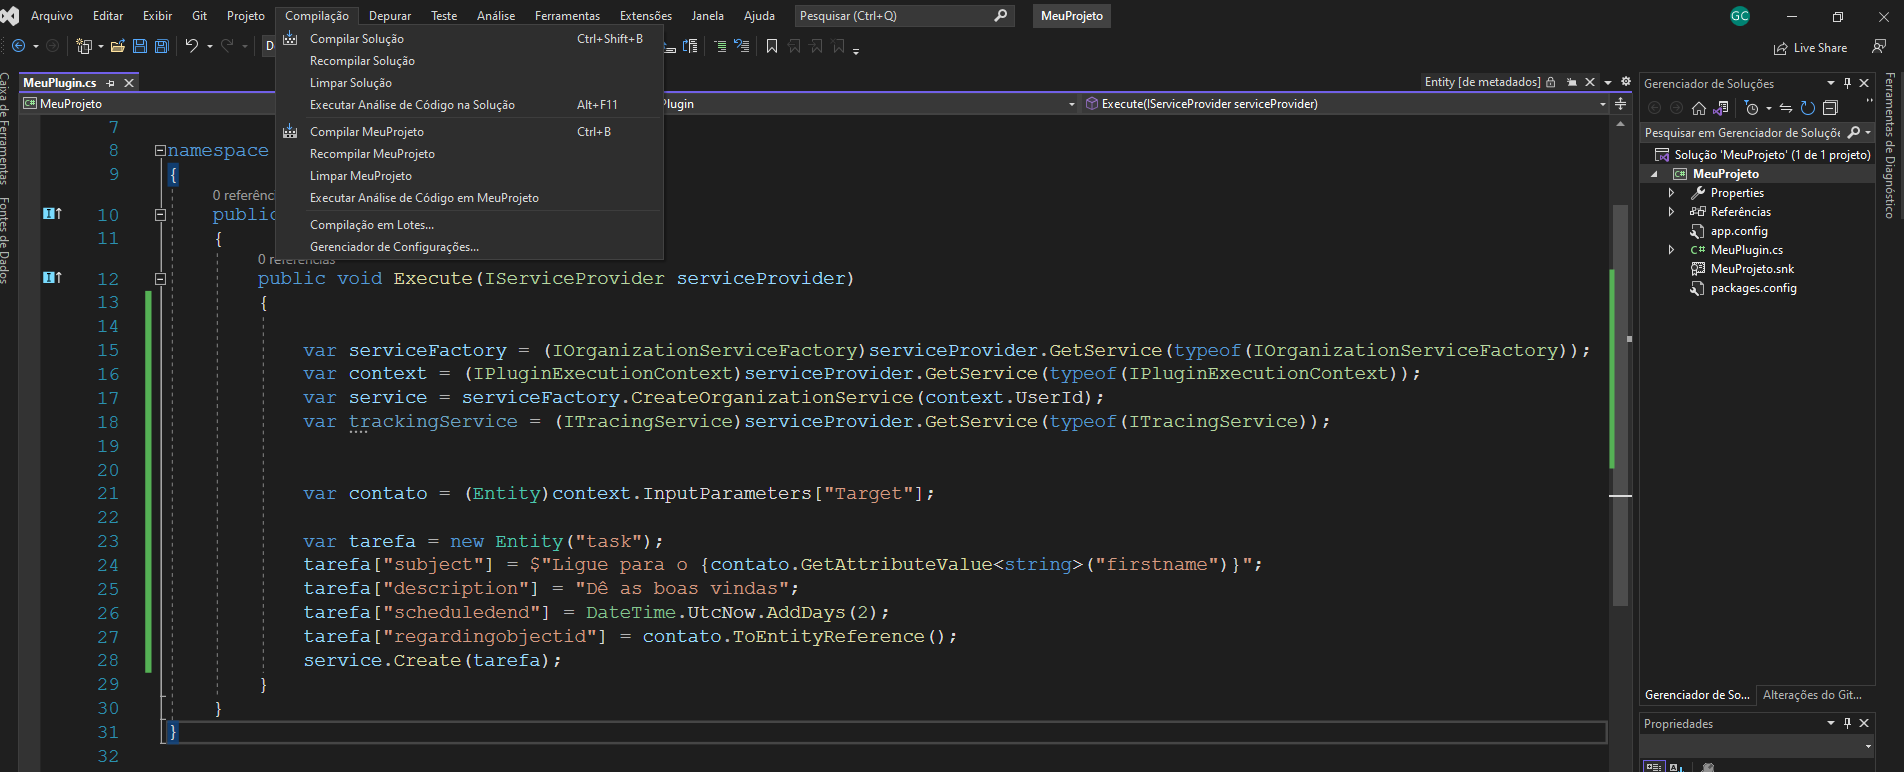 Arquivo Editar Exibir Git Projeto Compilação Depurar Teste Análise Ferramentas Extensões Janela Ajuda Pesquisar (Ctrl+Q) MeuProjeto GC
Live Share
Compilar Solução Ctrl+Shift+B
Recompilar Solução
Limpar Solução
Executar Análise de Código na Solução Alt+F11
Compilar MeuProjeto Ctrl+B
Recompilar MeuProjeto
Limpar MeuProjeto
Executar Análise de Código em MeuProjeto
Compilação em Lotes...
Gerenciador de Configurações...
Caixa de Ferramentas
Fontes de Dados
MeuPlugin.cs
Entity [de metadados]
MeuProjeto
Execute(IServiceProvider serviceProvider)
7
8 namespace
9 {
10 public
11 {
0 referências
12 public void Execute(IServiceProvider serviceProvider)
13 {
14
15 var serviceFactory = (IOrganizationServiceFactory)serviceProvider.GetService(typeof(IOrganizationServiceFactory));
16 var context = (IPluginExecutionContext)serviceProvider.GetService(typeof(IPluginExecutionContext));
17 var service = serviceFactory.CreateOrganizationService(context.UserId);
18 var trackingService = (ITracingService)serviceProvider.GetService(typeof(ITracingService));
19
20
21 var contato = (Entity)context.InputParameters["Target"];
22
23 var tarefa = new Entity("task");
24 tarefa["subject"] = $"Ligue para o {contato.GetAttributeValue<string>("firstname")}";
25 tarefa["description"] = "Dê as boas vindas";
26 tarefa["scheduledend"] = DateTime.UtcNow.AddDays(2);
27 tarefa["regardingobjectid"] = contato.ToEntityReference();
28 service.Create(tarefa);
29 }
30 }
31 }
32
Gerenciador de Soluções
Pesquisar em Gerenciador de Soluçõe
Solução 'MeuProjeto' (1 de 1 projeto)
MeuProjeto
Properties
Referências
app.config
C# MeuPlugin.cs
MeuProjeto.snk
packages.config
Gerenciador de So... Alterações do Git...
Propriedades
Ferramentas de Diagnóstico